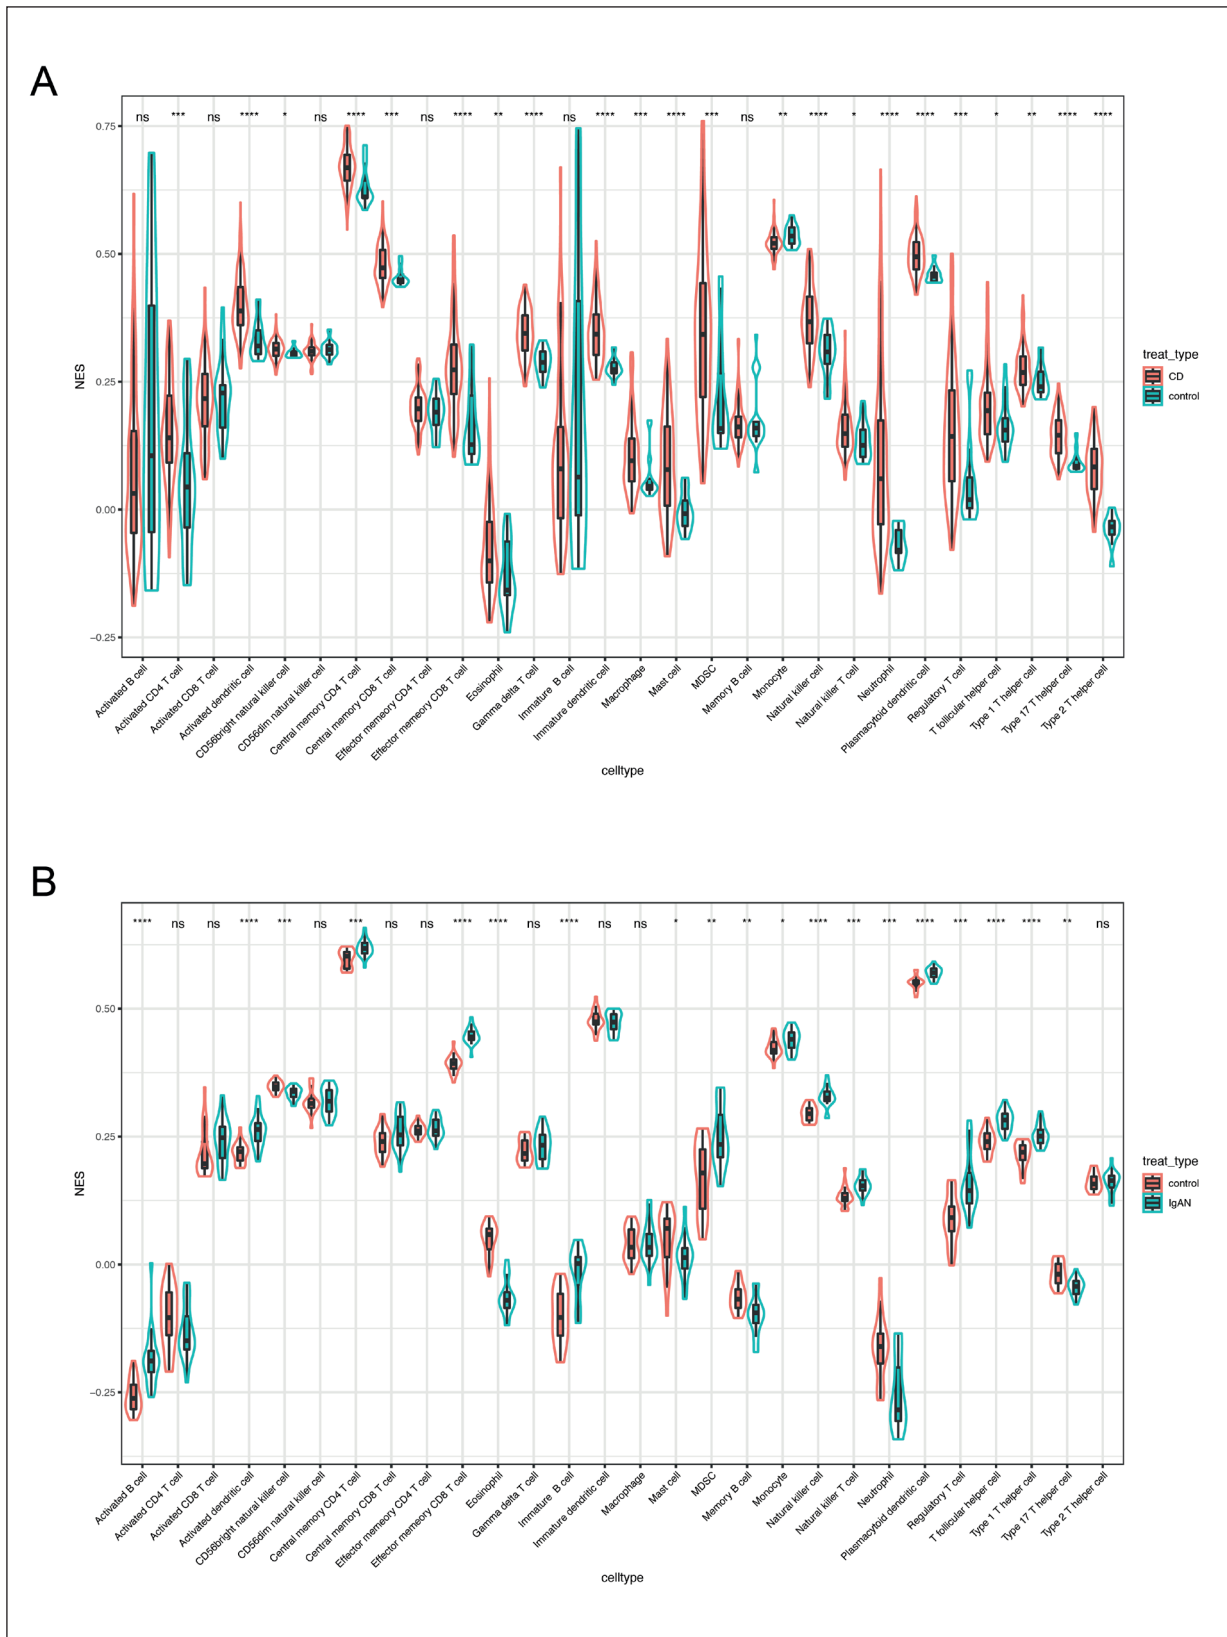 A
ns *** ns **** * ns **** *** ns **** ** **** ns **** *** **** *** ns ** **** * **** **** *** * ** **** ****
0.75
0.50
0.25
0.00
−0.25
NES
Activated B cell
Activated CD4 T cell
Activated CD8 T cell
Activated dendritic cell
CD56bright natural killer cell
CD56dim natural killer cell
Central memory CD4 T cell
Central memory CD8 T cell
Effector memeory CD4 T cell
Effector memeory CD8 T cell
Eosinophil
Gamma delta T cell
Immature B cell
Immature dendritic cell
Macrophage
Mast cell
MDSC
Memory B cell
Monocyte
Natural killer cell
Natural killer T cell
Neutrophil
Plasmacytoid dendritic cell
Regulatory T cell
T follicular helper cell
Type 1 T helper cell
Type 17 T helper cell
Type 2 T helper cell
celltype
treat_type
CD
control
B
**** ns ns **** *** ns *** ns ns **** **** ns **** ns ns * ** ** * **** *** *** **** *** **** **** ** ns
0.50
0.25
0.00
−0.25
NES
Activated B cell
Activated CD4 T cell
Activated CD8 T cell
Activated dendritic cell
CD56bright natural killer cell
CD56dim natural killer cell
Central memory CD4 T cell
Central memory CD8 T cell
Effector memeory CD4 T cell
Effector memeory CD8 T cell
Eosinophil
Gamma delta T cell
Immature B cell
Immature dendritic cell
Macrophage
Mast cell
MDSC
Memory B cell
Monocyte
Natural killer cell
Natural killer T cell
Neutrophil
Plasmacytoid dendritic cell
Regulatory T cell
T follicular helper cell
Type 1 T helper cell
Type 17 T helper cell
Type 2 T helper cell
celltype
treat_type
control
IgAN